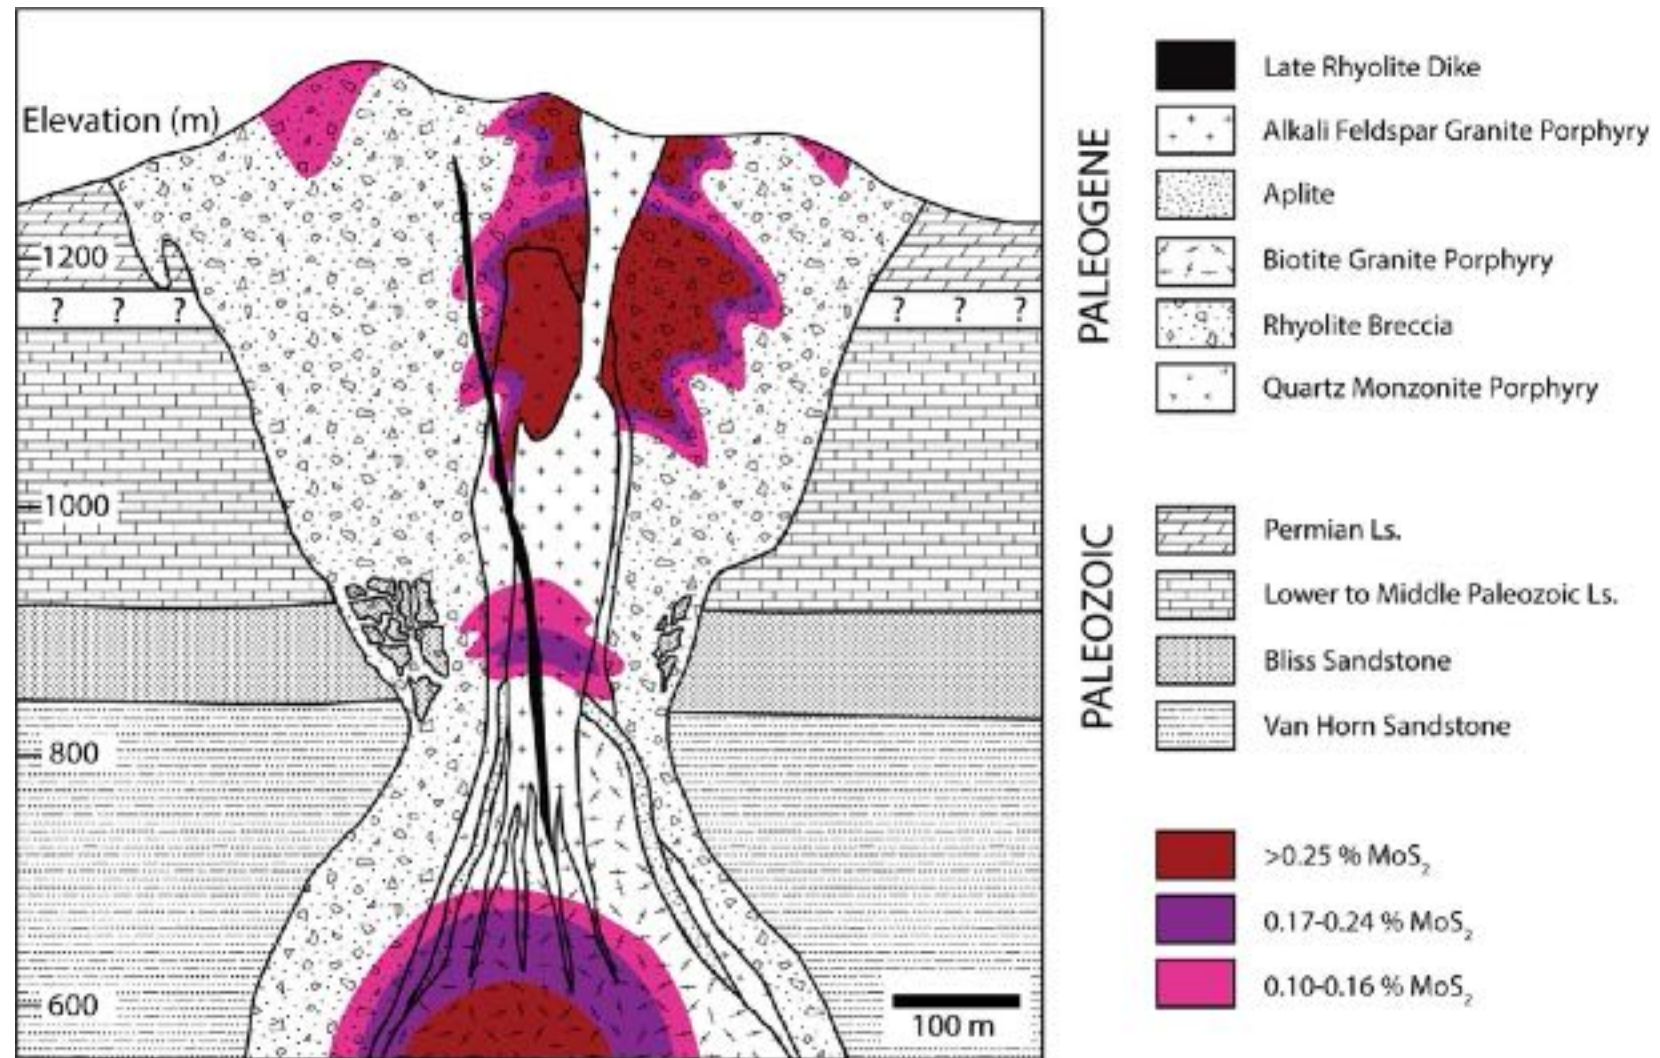 Elevation (m)
1200
? ? ? ? ? ?
1000
800
600
100 m
PALEOGENE
Late Rhyolite Dike
Alkali Feldspar Granite Porphyry
Aplite
Biotite Granite Porphyry
Rhyolite Breccia
Quartz Monzonite Porphyry
PALEOZOIC
Permian Ls.
Lower to Middle Paleozoic Ls.
Bliss Sandstone
Van Horn Sandstone
>0.25 % MoS₂
0.17-0.24 % MoS₂
0.10-0.16 % MoS₂